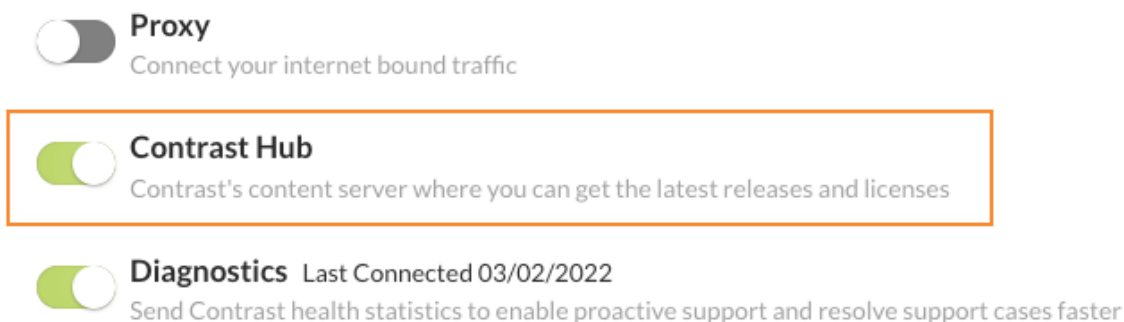 Proxy
Connect your internet bound traffic
Contrast Hub
Contrast's content server where you can get the latest releases and licenses
Diagnostics Last Connected 03/02/2022
Send Contrast health statistics to enable proactive support and resolve support cases faster